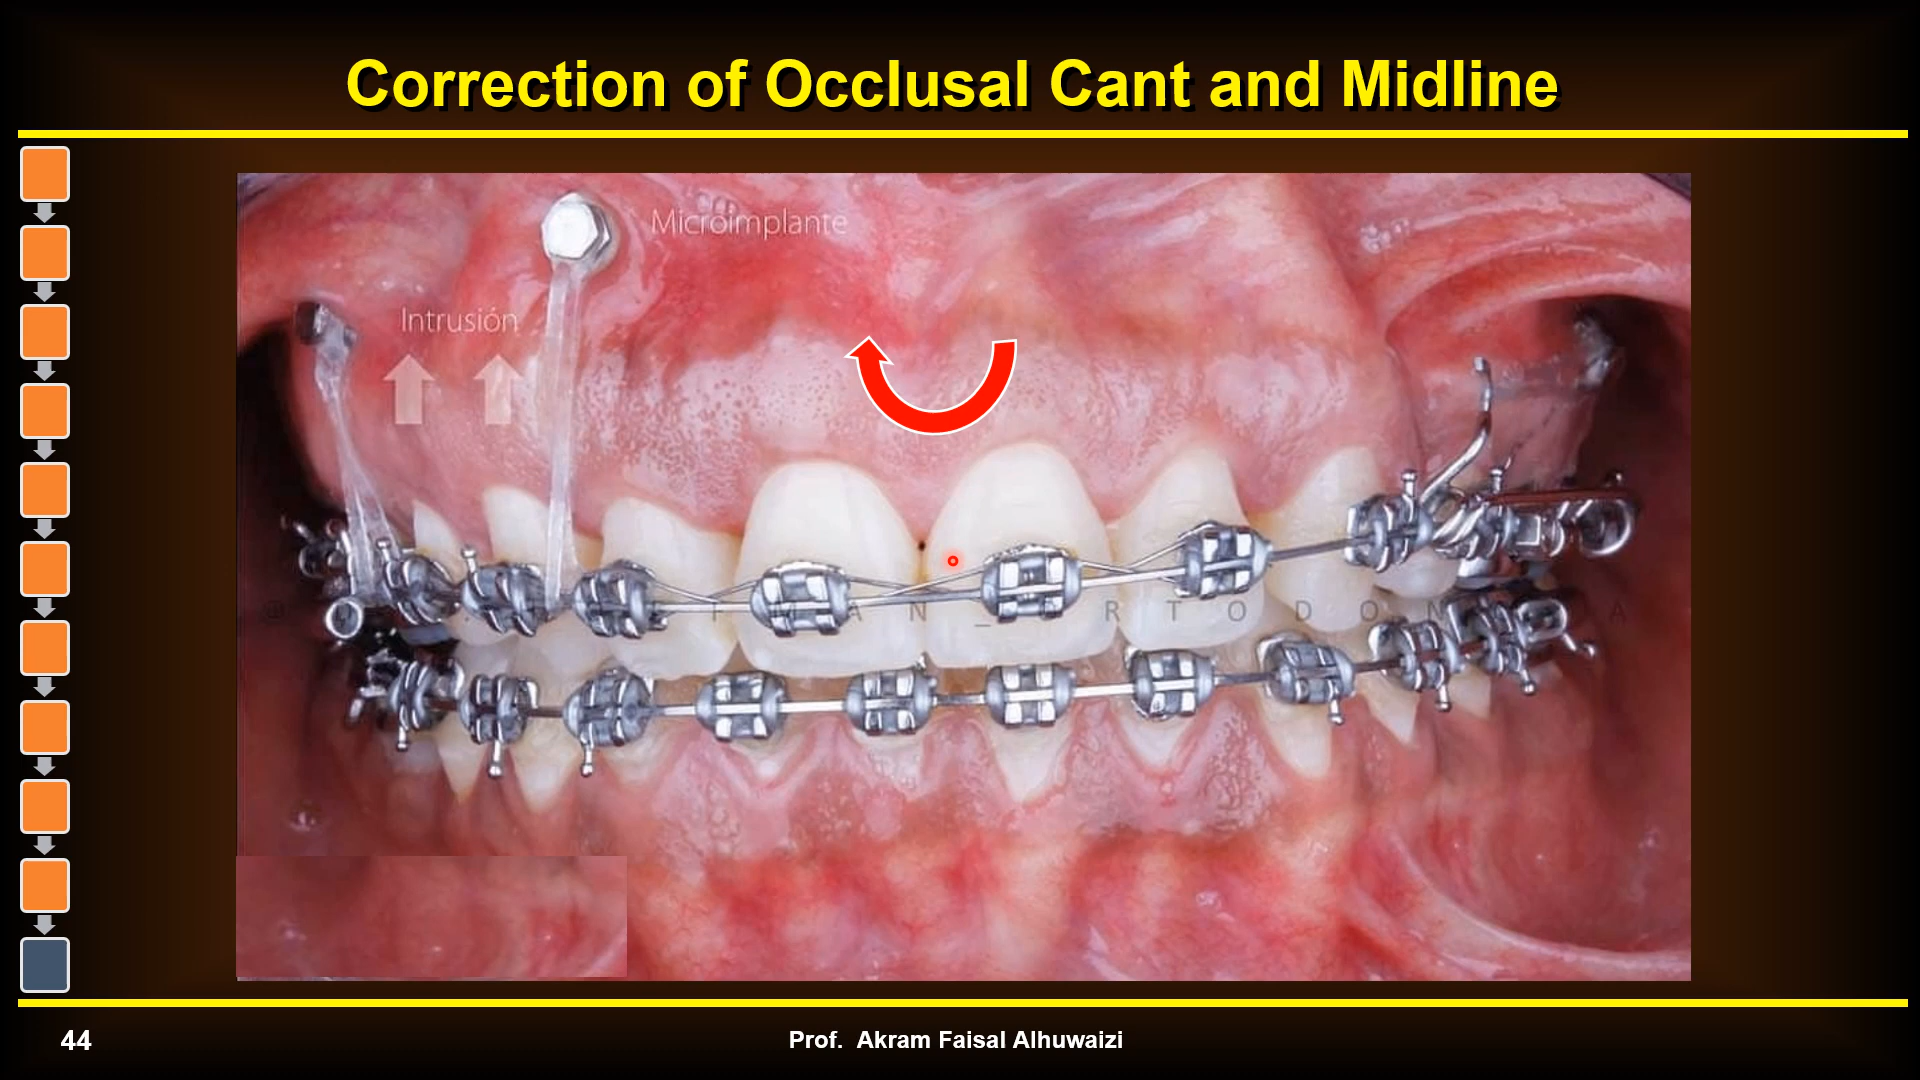 Correction of Occlusal Cant and Midline
Microimplante
Intrusión
44
Prof. Akram Faisal Alhuwaizi